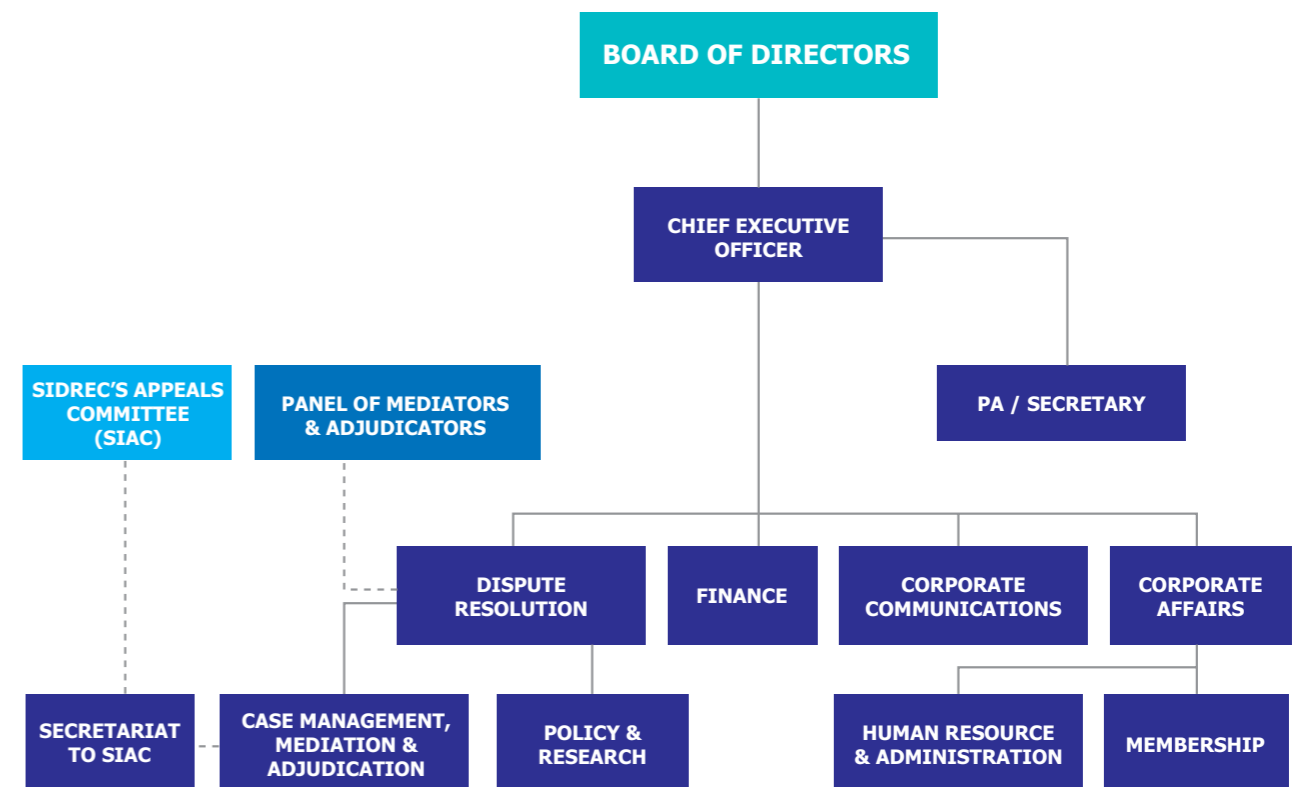 BOARD OF DIRECTORS
CHIEF EXECUTIVE
OFFICER
SIDREC'S APPEALS
COMMITTEE
(SIAC)
PANEL OF MEDIATORS
& ADJUDICATORS
PA / SECRETARY
DISPUTE
RESOLUTION
FINANCE
CORPORATE
COMMUNICATIONS
CORPORATE
AFFAIRS
SECRETARIAT
TO SIAC
CASE MANAGEMENT,
MEDIATION &
ADJUDICATION
POLICY &
RESEARCH
HUMAN RESOURCE
& ADMINISTRATION
MEMBERSHIP